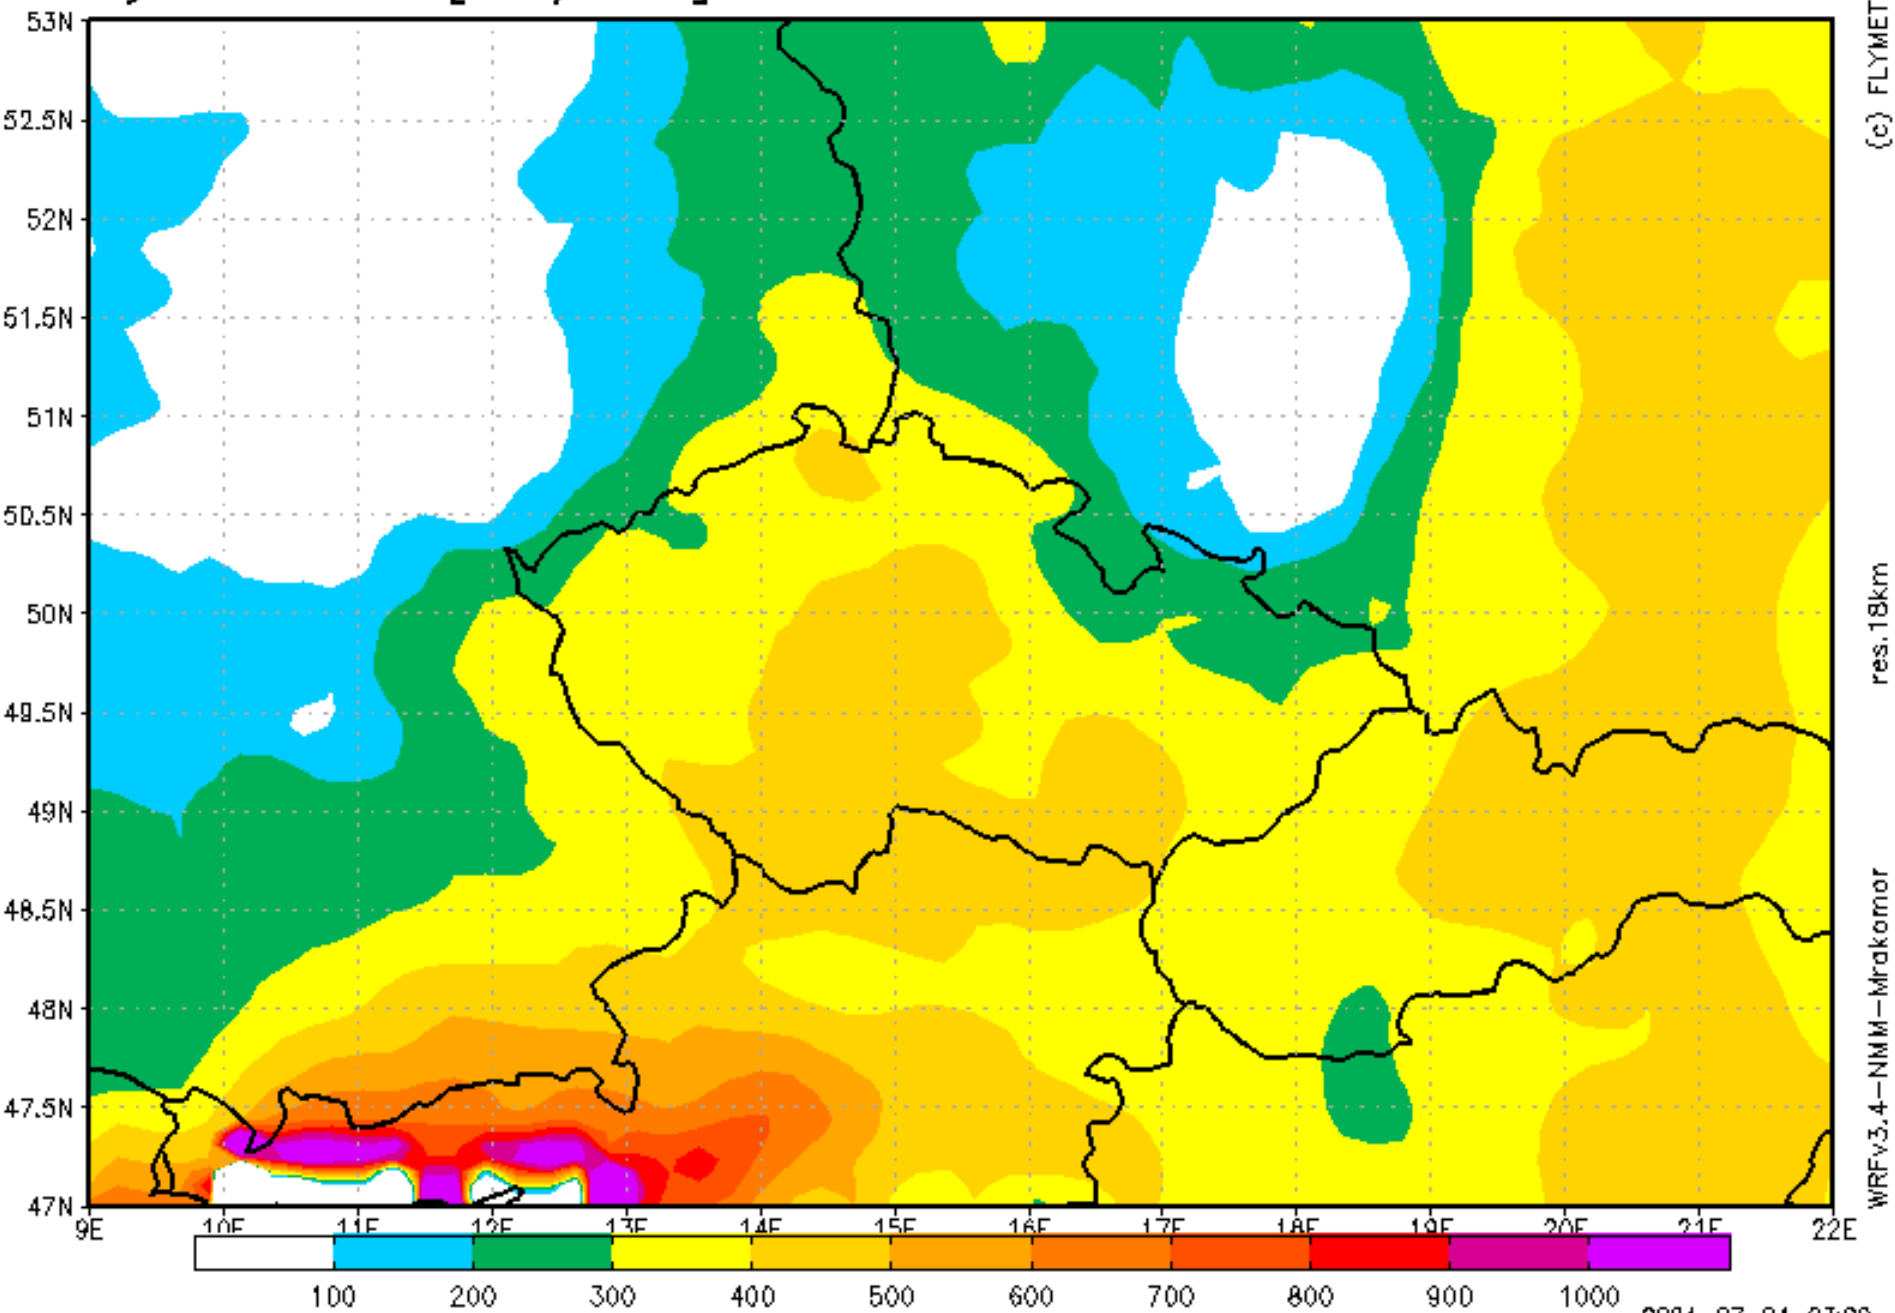 53N
52.5N
52N
51.5N
51N
50.5N
50N
49.5N
49N
48.5N
48N
47.5N
47N
9E 10E 11E 12E 13E 14E 15E 16E 17E 18E 19E 20E 21E 22E
100 200 300 400 500 600 700 800 900 1000
(c) FLYMET
res.18km
WRFv3.4-NMM-Mrakomor